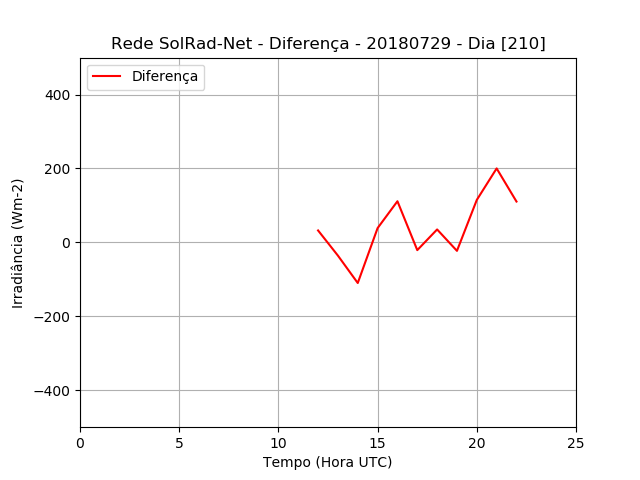 Rede SolRad-Net - Diferença - 20180729 - Dia [210]
Diferença
400
200
0
−200
−400
Irradiância (Wm-2)
0 5 10 15 20 25
Tempo (Hora UTC)